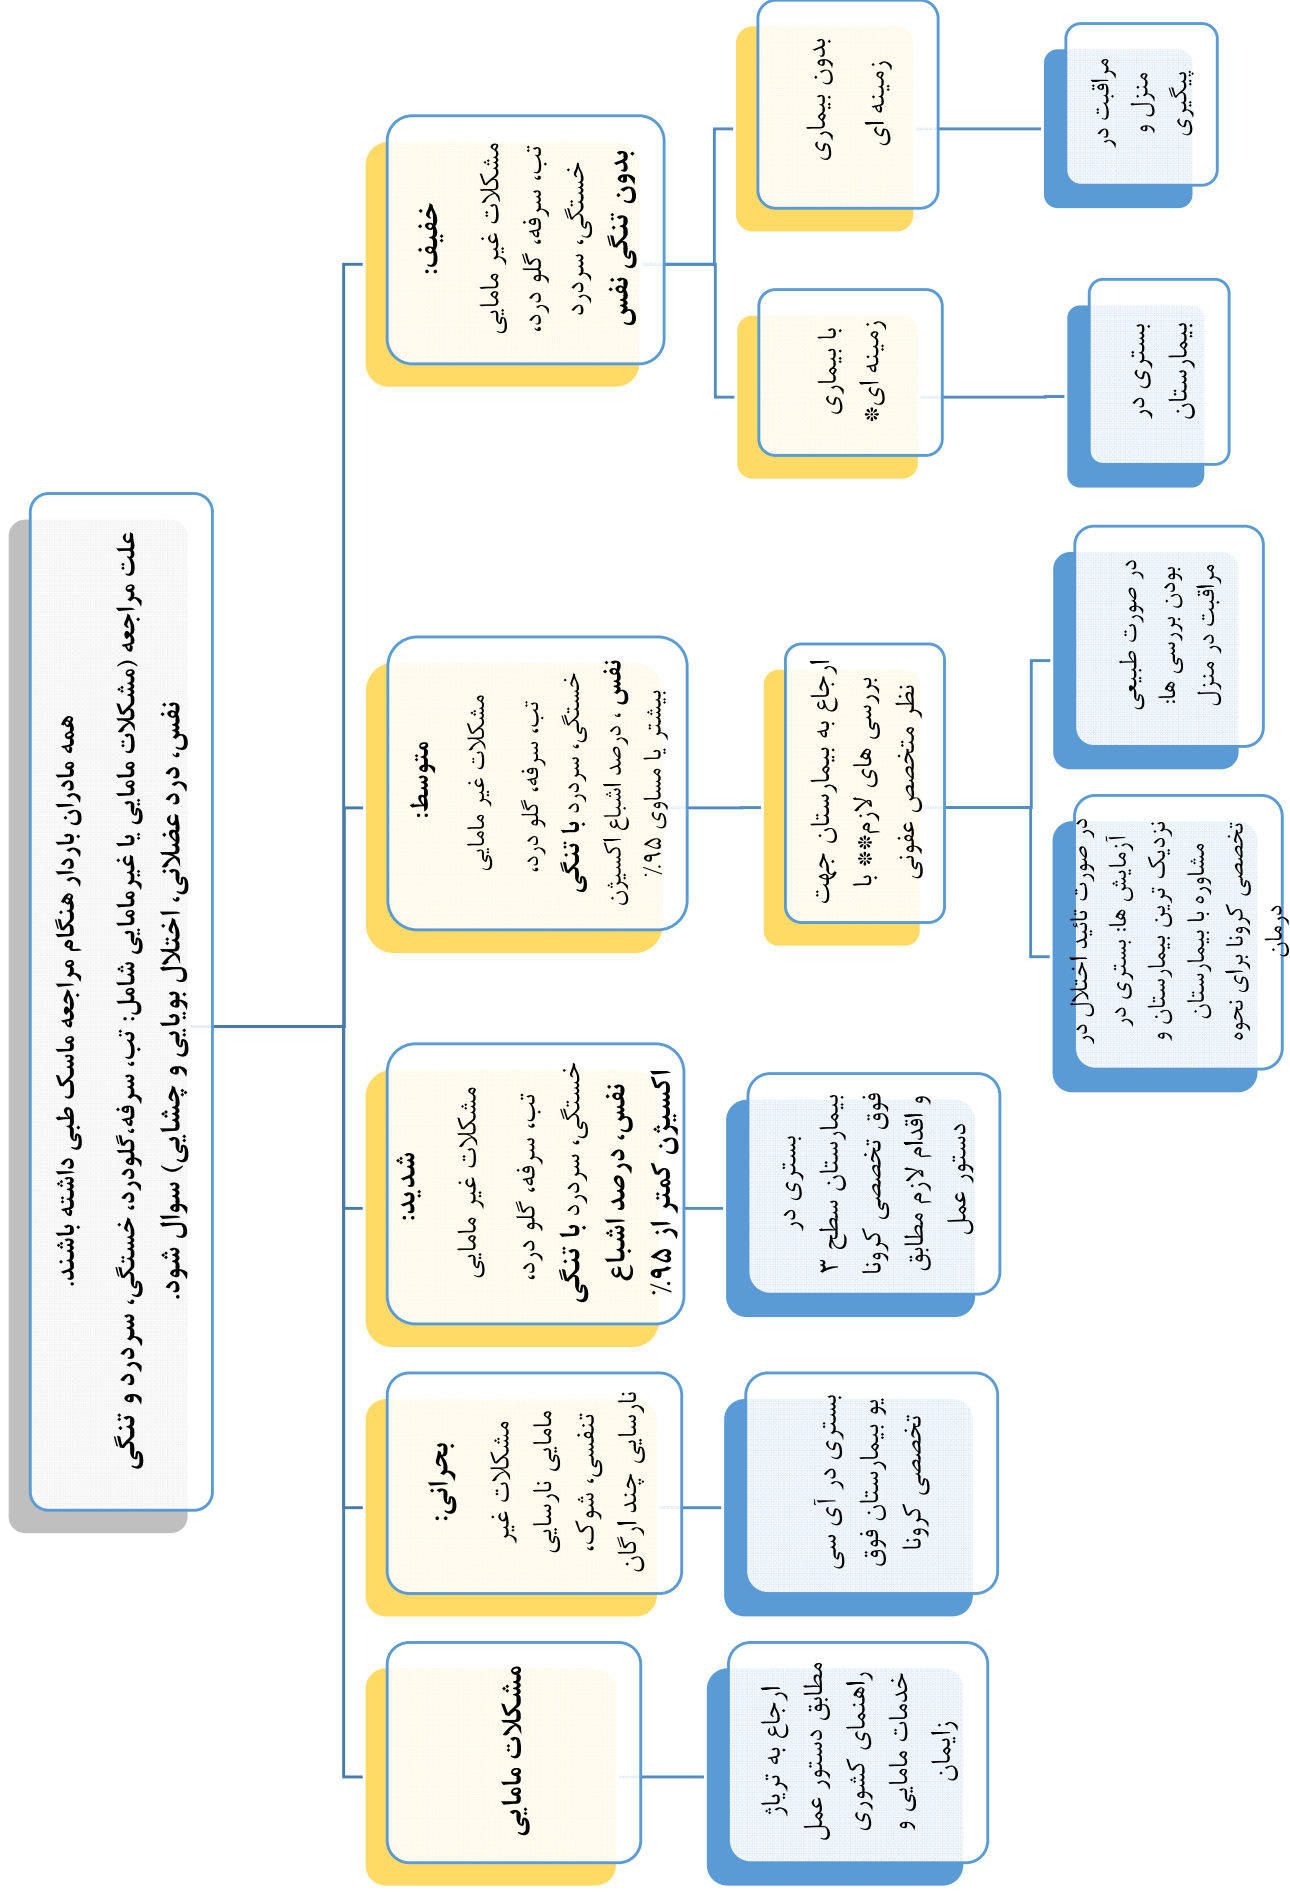 همه مادران باردار هنگام مراجعه ماسک طبی داشته باشند.
علت مراجعه (مشکلات مامایی یا غیرمامایی شامل: تب، سرفه،گلودرد، خستگی، سردرد و تنگی
نفس، درد عضلانی، اختلال بویایی و چشایی) سوال شود.
خفیف:
مشکلات غیر مامایی
تب، سرفه، گلو درد،
خستگی، سردرد
بدون تنگی نفس
بدون بیماری
زمینه ای
مراقبت در
منزل و
پیگیری
با بیماری
زمینه ای*
بستری در
بیمارستان
متوسط:
مشکلات غیر مامایی
تب، سرفه، گلو درد،
خستگی، سردرد با تنگی
نفس ، درصد اشباع اکسیژن
بیشتر یا مساوی ۹۵٪
ارجاع به بیمارستان جهت
بررسی های لازم** با
نظر متخصص عفونی
در صورت طبیعی
بودن بررسی ها:
مراقبت در منزل
در صورت تائید اختلال در
آزمایش ها: بستری در
نزدیک ترین بیمارستان و
مشاوره با بیمارستان
تخصصی کرونا برای نحوه
درمان
شدید:
مشکلات غیر مامایی
تب، سرفه، گلو درد،
خستگی، سردرد با تنگی
نفس، درصد اشباع
اکسیژن کمتر از ۹۵٪
بستری در
بیمارستان سطح ۳
فوق تخصصی کرونا
و اقدام لازم مطابق
دستور عمل
بحرانی:
مشکلات غیر
مامایی نارسایی
تنفسی، شوک،
نارسایی چند ارگان
بستری در آی سی
یو بیمارستان فوق
تخصصی کرونا
مشکلات مامایی
ارجاع به تریاژ
مطابق دستور عمل
راهنمای کشوری
خدمات مامایی و
زایمان